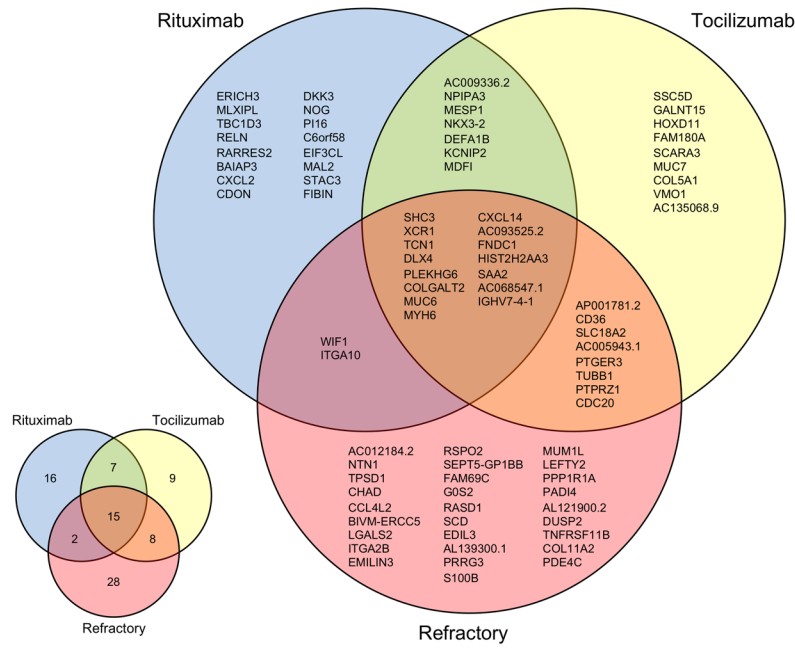 Rituximab
Tocilizumab
ERICH3
MLXIPL
TBC1D3
RELN
RARRES2
BAIAP3
CXCL2
CDON
DKK3
NOG
PI16
C6orf58
EIF3CL
MAL2
STAC3
FIBIN
AC009336.2
NPIPA3
MESP1
NKX3-2
DEFA1B
KCNIP2
MDFI
SSC5D
GALNT15
HOXD11
FAM180A
SCARA3
MUC7
COL5A1
VMO1
AC135068.9
SHC3
XCR1
TCN1
DLX4
PLEKHG6
COLGALT2
MUC6
MYH6
CXCL14
AC093525.2
FNDC1
HIST2H2AA3
SAA2
AC068547.1
IGHV7-4-1
WIF1
ITGA10
AP001781.2
CD36
SLC18A2
AC005943.1
PTGER3
TUBB1
PTPRZ1
CDC20
AC012184.2
NTN1
TPSD1
CHAD
CCL4L2
BIVM-ERCC5
LGALS2
ITGA2B
EMILIN3
RSPO2
SEPT5-GP1BB
FAM69C
G0S2
RASD1
SCD
EDIL3
AL139300.1
PRRG3
S100B
MUM1L
LEFTY2
PPP1R1A
PADI4
AL121900.2
DUSP2
TNFRSF11B
COL11A2
PDE4C
Refractory
Rituximab
Tocilizumab
16
7
9
15
2
8
28
Refractory